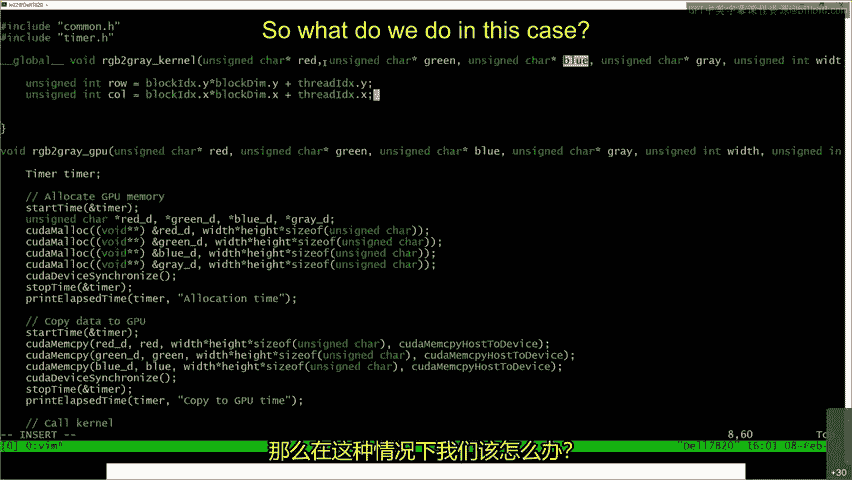 So what do we do in this case?
#include "common.h"
#include "timer.h"
__global__ void rgb2gray_kernel(unsigned char* red, unsigned char* green, unsigned char* blue, unsigned char* gray, unsigned int widt
unsigned int row = blockIdx.y*blockDim.y + threadIdx.y;
unsigned int col = blockIdx.x*blockDim.x + threadIdx.x;
}
void rgb2gray_gpu(unsigned char* red, unsigned char* green, unsigned char* blue, unsigned char* gray, unsigned int width, unsigned in
Timer timer;
// Allocate GPU memory
startTime(&timer);
unsigned char *red_d, *green_d, *blue_d, *gray_d;
cudaMalloc((void**) &red_d, width*height*sizeof(unsigned char));
cudaMalloc((void**) &green_d, width*height*sizeof(unsigned char));
cudaMalloc((void**) &blue_d, width*height*sizeof(unsigned char));
cudaMalloc((void**) &gray_d, width*height*sizeof(unsigned char));
cudaDeviceSynchronize();
stopTime(&timer);
printElapsedTime(timer, "Allocation time");
// Copy data to GPU
startTime(&timer);
cudaMemcpy(red_d, red, width*height*sizeof(unsigned char), cudaMemcpyHostToDevice);
cudaMemcpy(green_d, green, width*height*sizeof(unsigned char), cudaMemcpyHostToDevice);
cudaMemcpy(blue_d, blue, width*height*sizeof(unsigned char), cudaMemcpyHostToDevice);
cudaDeviceSynchronize();
stopTime(&timer);
printElapsedTime(timer, "Copy to GPU time");
// Call kernel
-- INSERT -- 8,60 To
[0] 0:vim* "Dell7820" 16:01 08-Feb-
那么在这种情况下我们该怎么办?
+30